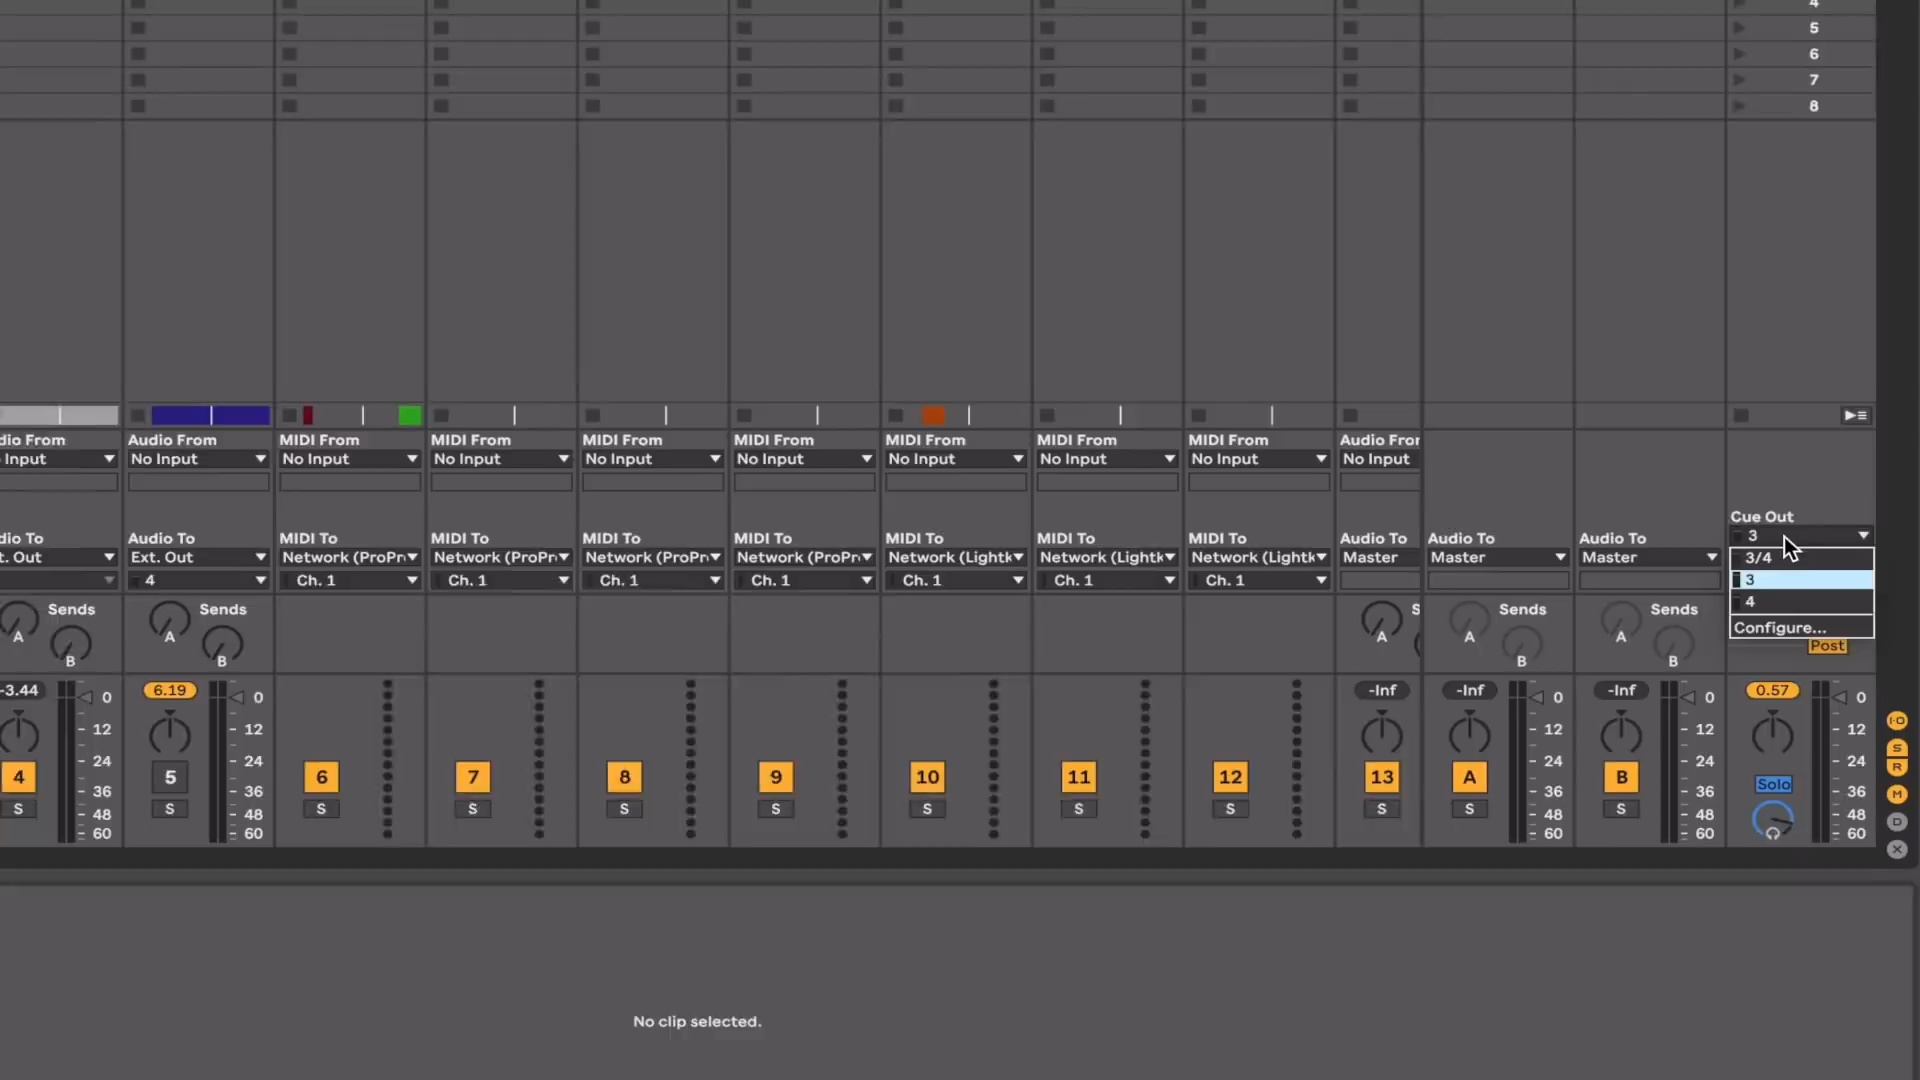 4
5
6
7
8
dio From Audio From MIDI From MIDI From MIDI From MIDI From MIDI From MIDI From MIDI From Audio From
Input No Input No Input No Input No Input No Input No Input No Input No Input No Input
Cue Out
3
dio To Audio To MIDI To MIDI To MIDI To MIDI To MIDI To MIDI To MIDI To Audio To Audio To Audio To
t. Out Ext. Out Network (ProPr Network (ProPr Network (ProPr Network (ProPr Network (Lightk Network (Lightk Network (Lightk Master Master Master 3/4
4 Ch. 1 Ch. 1 Ch. 1 Ch. 1 Ch. 1 Ch. 1 Ch. 1 3
4
Sends Sends S Sends Sends
Configure...
A A A A A
Post
B B B B
-3.44 6.19 -Inf -Inf -Inf 0.57
0 0 0 0 0
12 12 12 12 12
24 24 24 24 24
4 5 6 7 8 9 10 11 12 13 A B Solo
36 36 36 36 36
S S S S S S S S S S S S
48 48 48 48 48
60 60 60 60 60
I·O
S
R
M
D
X
No clip selected.